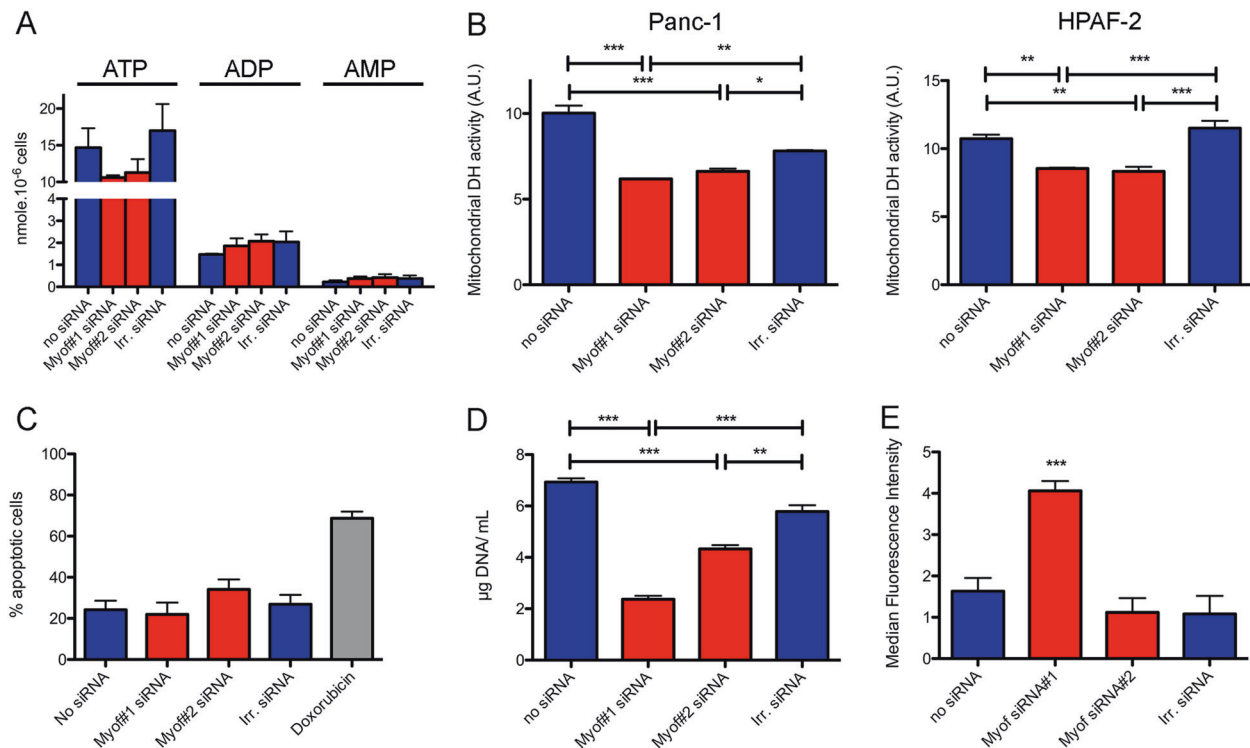 A
ATP ADP AMP
nmole.10-6 cells
20
15
10
4
3
2
1
0
no siRNA
Myof#1 siRNA
Myof#2 siRNA
Irr. siRNA
no siRNA
Myof#1 siRNA
Myof#2 siRNA
Irr. siRNA
no siRNA
Myof#1 siRNA
Myof#2 siRNA
Irr. siRNA
B
Panc-1
*** **
*** *
Mitochondrial DH activity (A.U.)
10
5
0
no siRNA
Myof#1 siRNA
Myof#2 siRNA
Irr. siRNA
HPAF-2
** ***
** ***
Mitochondrial DH activity (A.U.)
15
10
5
0
no siRNA
Myof#1 siRNA
Myof#2 siRNA
Irr. siRNA
C
% apoptotic cells
100
80
60
40
20
0
No siRNA
Myof#1 siRNA
Myof#2 siRNA
Irr. siRNA
Doxorubicin
D
*** ***
*** **
µg DNA/ mL
8
6
4
2
0
no siRNA
Myof#1 siRNA
Myof#2 siRNA
Irr. siRNA
E
***
Median Fluorescence Intensity
5
4
3
2
1
0
no siRNA
Myof siRNA#1
Myof siRNA#2
Irr. siRNA